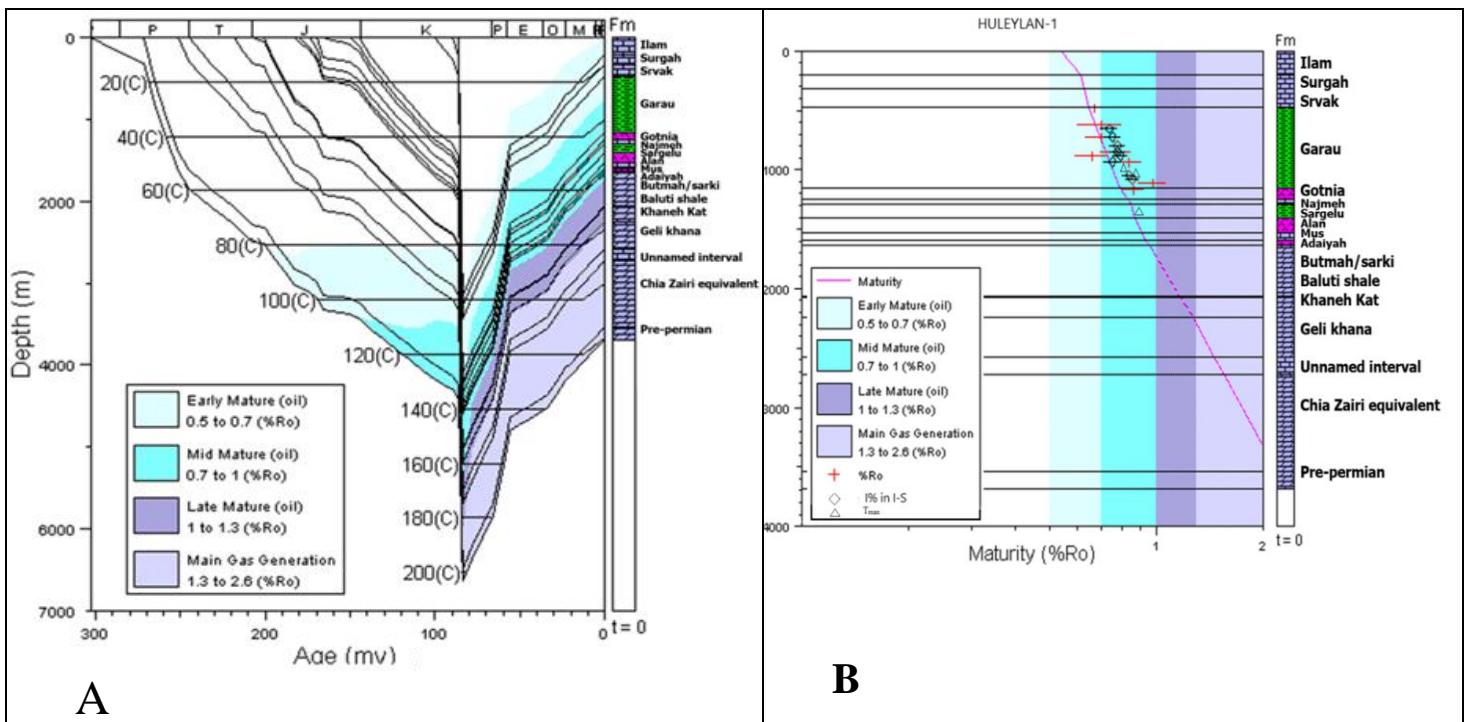 P T J K P E O M Fm
0
2000
4000
6000
7000
Depth (m)
20(C)
40(C)
60(C)
80(C)
100(C)
120(C)
140(C)
160(C)
180(C)
200(C)
Early Mature (oil)
0.5 to 0.7 (%Ro)
Mid Mature (oil)
0.7 to 1 (%Ro)
Late Mature (oil)
1 to 1.3 (%Ro)
Main Gas Generation
1.3 to 2.6 (%Ro)
300 200 100 0
Age (my)
t = 0
Ilam
Surgah
Srvak
Garau
Gotnia
Najmeh
Sargelu
Alan
Mus
Adaiyah
Butmah/sarki
Baluti shale
Khaneh Kat
Geli khana
Unnamed interval
Chia Zairi equivalent
Pre-permian
A
HULEYLAN-1
Fm
0
1000
2000
3000
4000
Maturity
Early Mature (oil)
0.5 to 0.7 (%Ro)
Mid Mature (oil)
0.7 to 1 (%Ro)
Late Mature (oil)
1 to 1.3 (%Ro)
Main Gas Generation
1.3 to 2.6 (%Ro)
%Ro
I% in I-S
Tmax
1 2
Maturity (%Ro)
t = 0
Ilam
Surgah
Srvak
Garau
Gotnia
Najmeh
Sargelu
Alan
Mus
Adaiyah
Butmah/sarki
Baluti shale
Khaneh Kat
Geli khana
Unnamed interval
Chia Zairi equivalent
Pre-permian
B